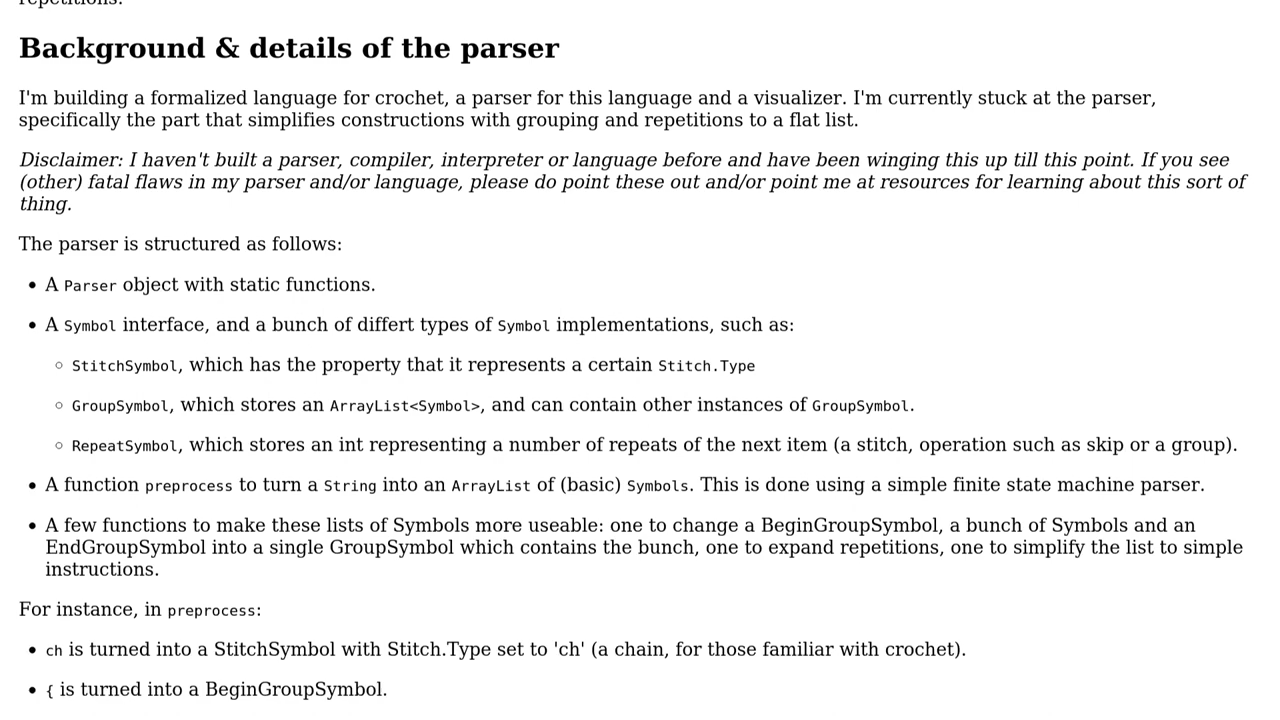 repetitions.
Background & details of the parser
I'm building a formalized language for crochet, a parser for this language and a visualizer. I'm currently stuck at the parser,
specifically the part that simplifies constructions with grouping and repetitions to a flat list.
Disclaimer: I haven't built a parser, compiler, interpreter or language before and have been winging this up till this point. If you see
(other) fatal flaws in my parser and/or language, please do point these out and/or point me at resources for learning about this sort of
thing.
The parser is structured as follows:
• A Parser object with static functions.
• A Symbol interface, and a bunch of differt types of Symbol implementations, such as:
◦ StitchSymbol, which has the property that it represents a certain Stitch.Type
◦ GroupSymbol, which stores an ArrayList<Symbol>, and can contain other instances of GroupSymbol.
◦ RepeatSymbol, which stores an int representing a number of repeats of the next item (a stitch, operation such as skip or a group).
• A function preprocess to turn a String into an ArrayList of (basic) Symbols. This is done using a simple finite state machine parser.
• A few functions to make these lists of Symbols more useable: one to change a BeginGroupSymbol, a bunch of Symbols and an
EndGroupSymbol into a single GroupSymbol which contains the bunch, one to expand repetitions, one to simplify the list to simple
instructions.
For instance, in preprocess:
• ch is turned into a StitchSymbol with Stitch.Type set to 'ch' (a chain, for those familiar with crochet).
• { is turned into a BeginGroupSymbol.